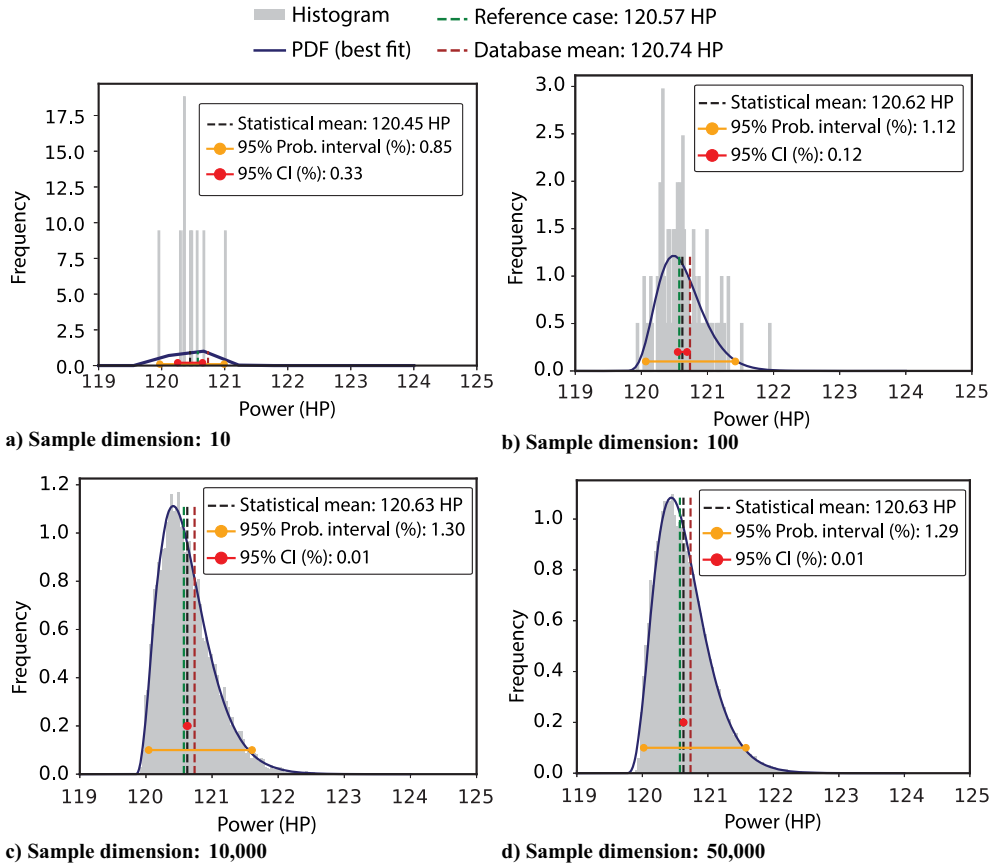 Histogram
Reference case: 120.57 HP
PDF (best fit)
Database mean: 120.74 HP
17.5
15.0
12.5
10.0
7.5
5.0
2.5
0.0
Frequency
Statistical mean: 120.45 HP
95% Prob. interval (%): 0.85
95% CI (%): 0.33
119 120 121 122 123 124 125
Power (HP)
a) Sample dimension: 10
3.0
2.5
2.0
1.5
1.0
0.5
0.0
Frequency
Statistical mean: 120.62 HP
95% Prob. interval (%): 1.12
95% CI (%): 0.12
119 120 121 122 123 124 125
Power (HP)
b) Sample dimension: 100
1.2
1.0
0.8
0.6
0.4
0.2
0.0
Frequency
Statistical mean: 120.63 HP
95% Prob. interval (%): 1.30
95% CI (%): 0.01
119 120 121 122 123 124 125
Power (HP)
c) Sample dimension: 10,000
1.0
0.8
0.6
0.4
0.2
0.0
Frequency
Statistical mean: 120.63 HP
95% Prob. interval (%): 1.29
95% CI (%): 0.01
119 120 121 122 123 124 125
Power (HP)
d) Sample dimension: 50,000